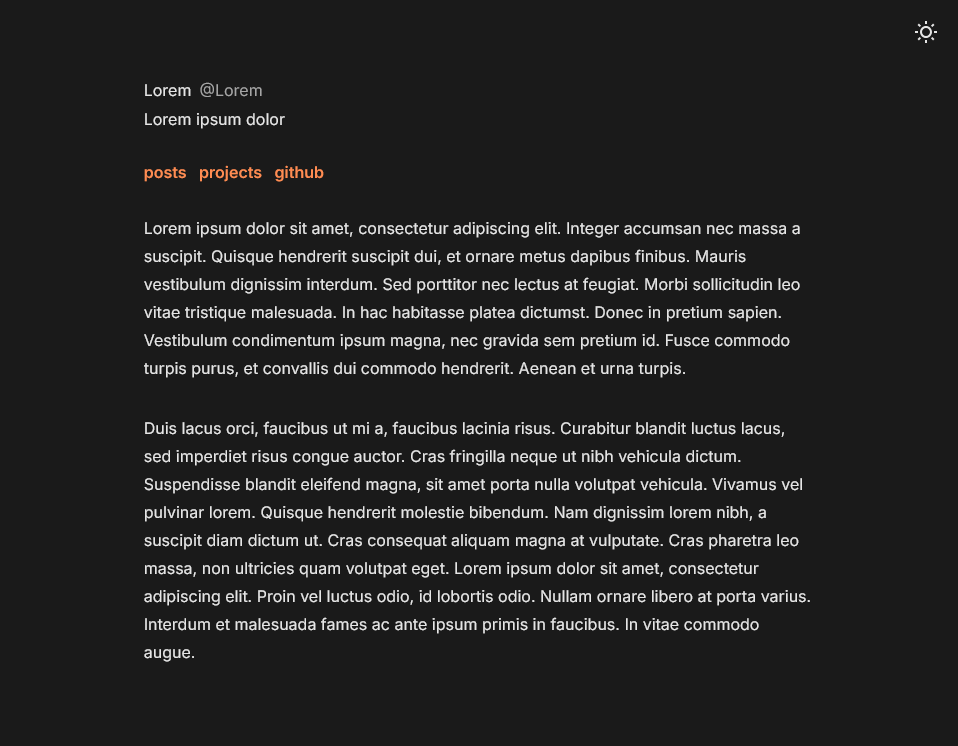 Lorem @Lorem
Lorem ipsum dolor
posts projects github
Lorem ipsum dolor sit amet, consectetur adipiscing elit. Integer accumsan nec massa a
suscipit. Quisque hendrerit suscipit dui, et ornare metus dapibus finibus. Mauris
vestibulum dignissim interdum. Sed porttitor nec lectus at feugiat. Morbi sollicitudin leo
vitae tristique malesuada. In hac habitasse platea dictumst. Donec in pretium sapien.
Vestibulum condimentum ipsum magna, nec gravida sem pretium id. Fusce commodo
turpis purus, et convallis dui commodo hendrerit. Aenean et urna turpis.
Duis lacus orci, faucibus ut mi a, faucibus lacinia risus. Curabitur blandit luctus lacus,
sed imperdiet risus congue auctor. Cras fringilla neque ut nibh vehicula dictum.
Suspendisse blandit eleifend magna, sit amet porta nulla volutpat vehicula. Vivamus vel
pulvinar lorem. Quisque hendrerit molestie bibendum. Nam dignissim lorem nibh, a
suscipit diam dictum ut. Cras consequat aliquam magna at vulputate. Cras pharetra leo
massa, non ultricies quam volutpat eget. Lorem ipsum dolor sit amet, consectetur
adipiscing elit. Proin vel luctus odio, id lobortis odio. Nullam ornare libero at porta varius.
Interdum et malesuada fames ac ante ipsum primis in faucibus. In vitae commodo
augue.